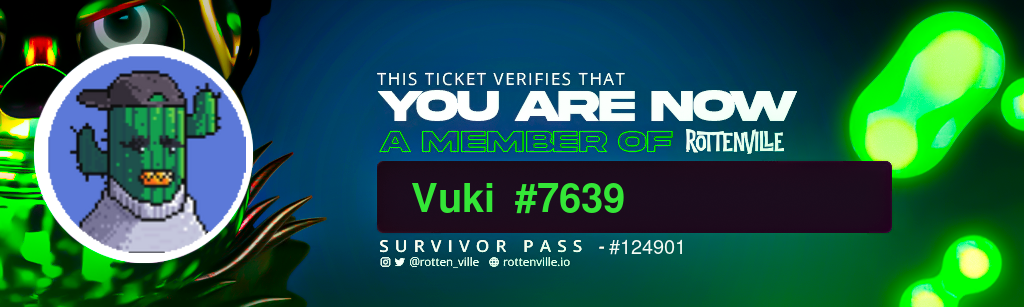 THIS TICKET VERIFIES THAT
YOU ARE NOW
A MEMBER OF ROTTENVILLE
Vuki #7639
SURVIVOR PASS - #124901
@rotten_ville rottenville.io